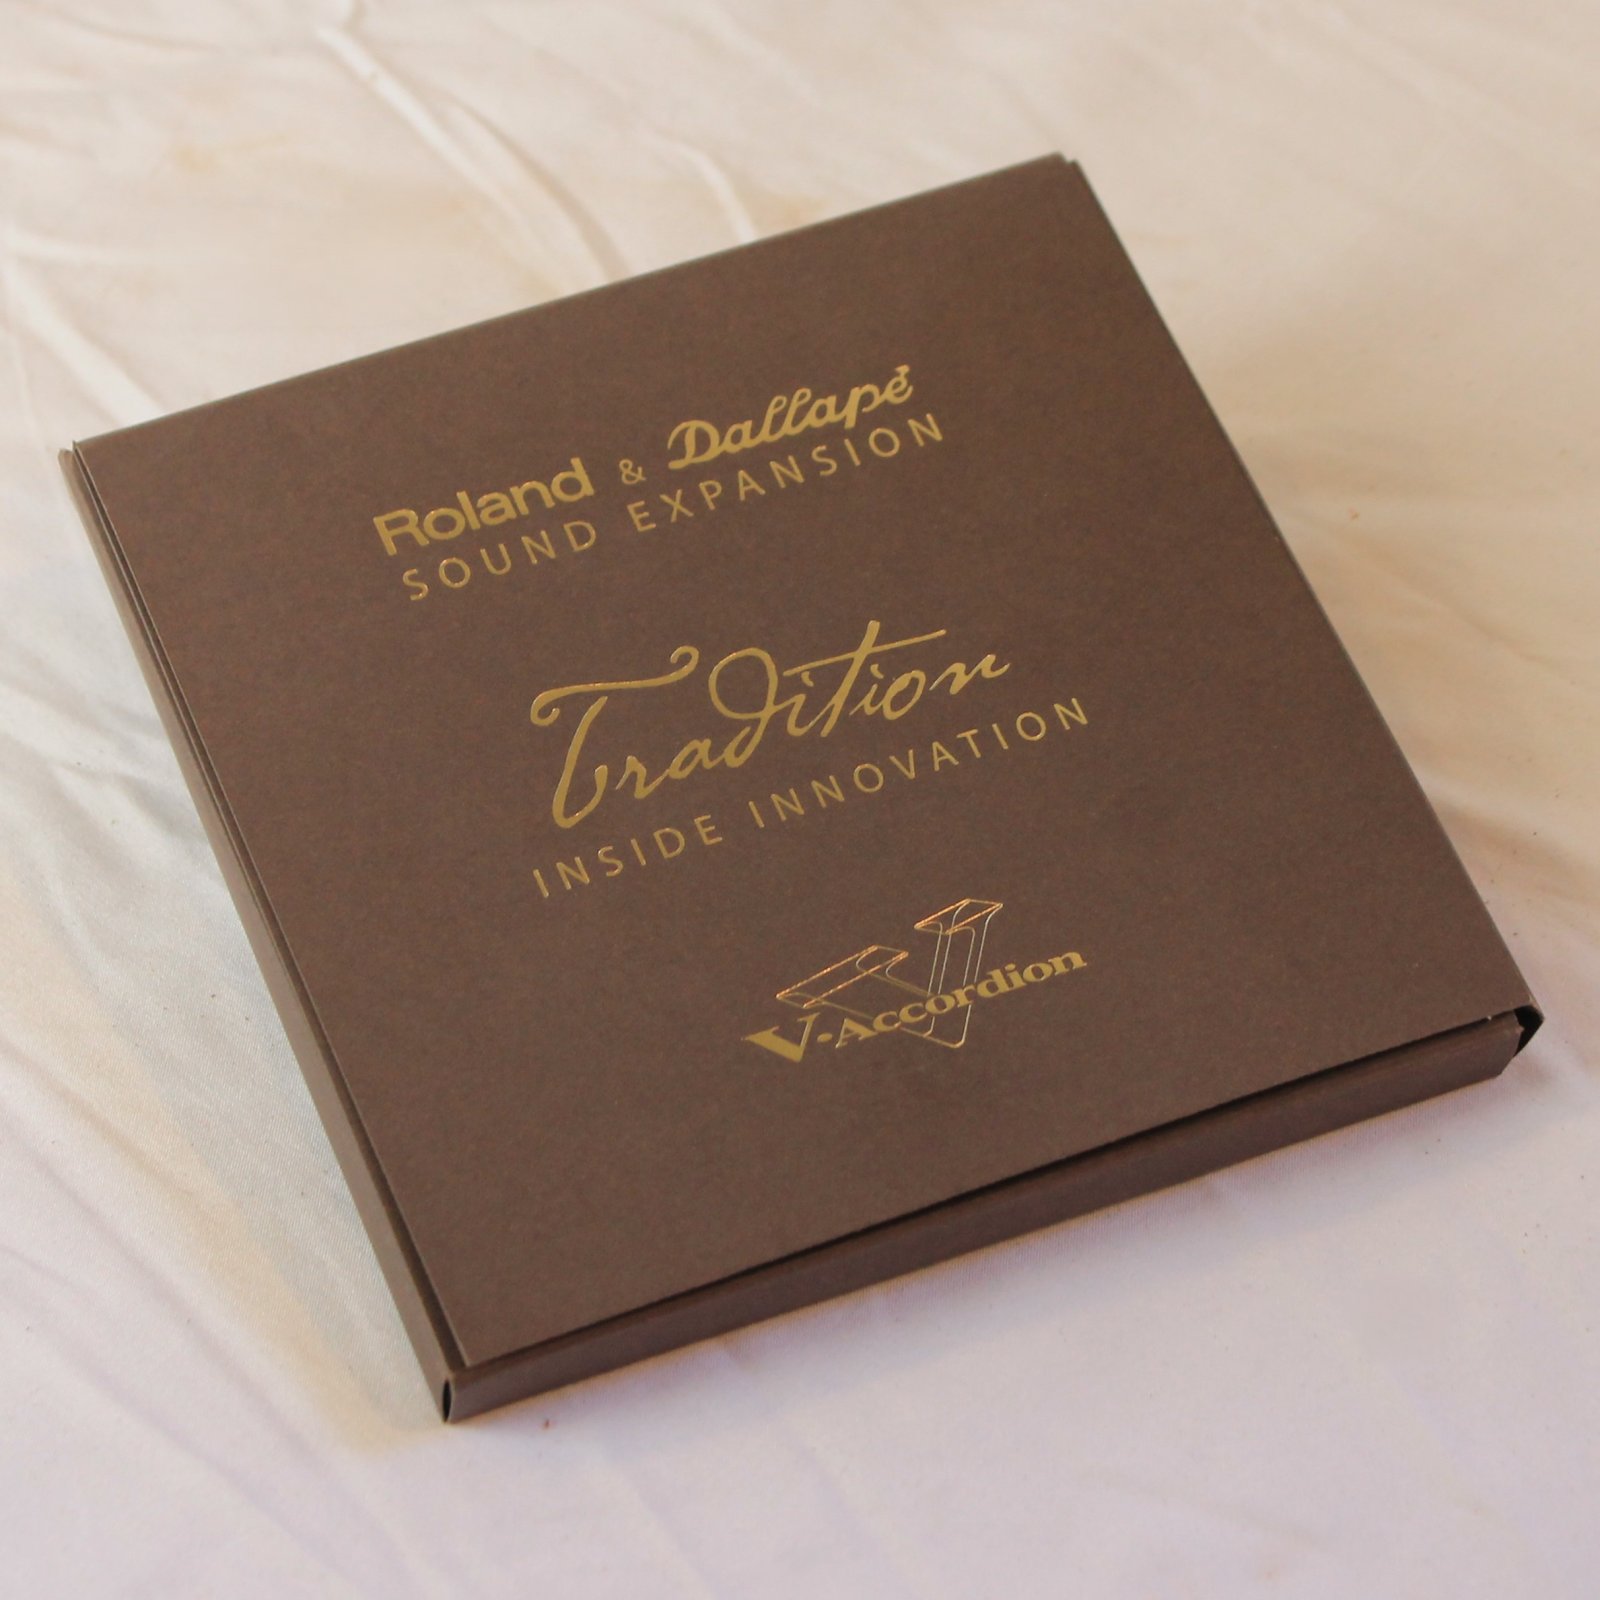 Roland & Dallapé
SOUND EXPANSION
Tradition
INSIDE INNOVATION
V-Accordion